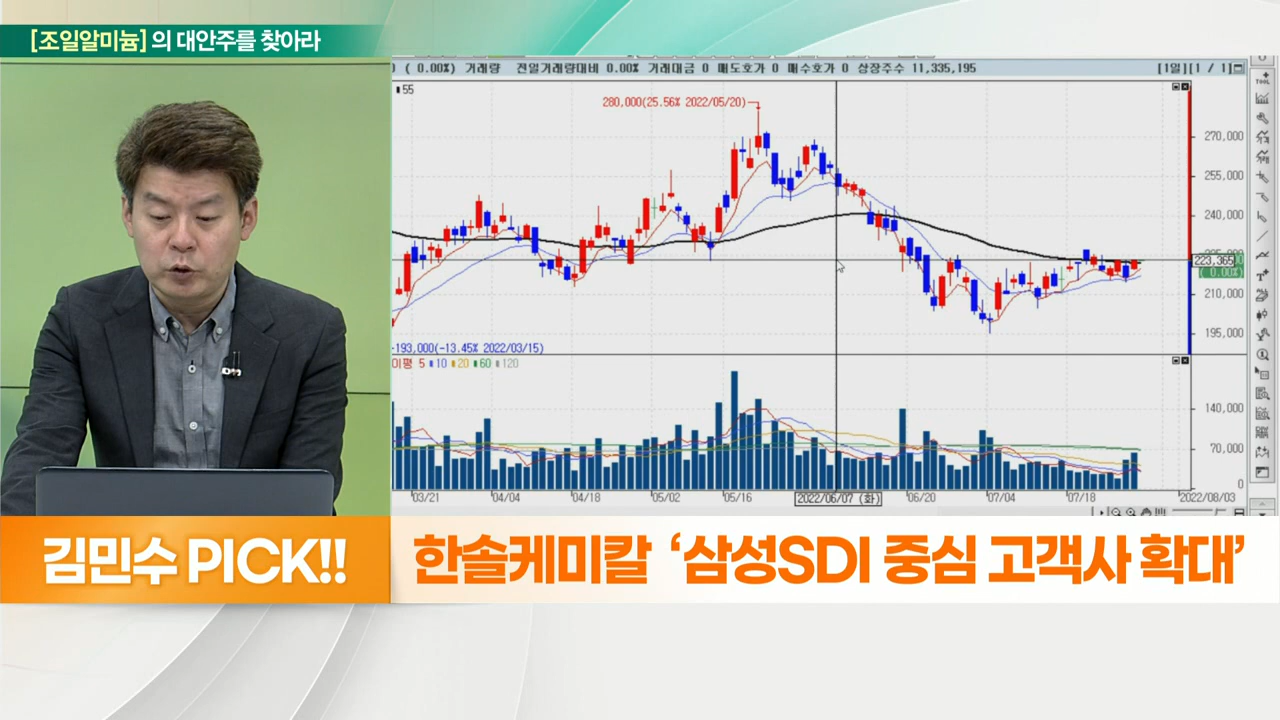 [조일알미늄] 의 대안주를 찾아라
( 0.00%) 거래량 전일거래량대비 0.00% 거래대금 0 매도호가 0 매수호가 0 상장주수 11,335,195
[1일][1 / 1]
55
280,000(25.56% 2022/05/20)
270,000
255,000
240,000
223,365
( 0.00%)
210,000
195,000
193,000(-13.45% 2022/03/15)
이평 5 10 20 60 120
140,000
70,000
0
03/21 04/04 04/18 05/02 05/16 2022/06/07 (화) 06/20 07/04 07/18 2022/08/03
김민수 PICK!!
한솔케미칼 ‘삼성SDI 중심 고객사 확대’